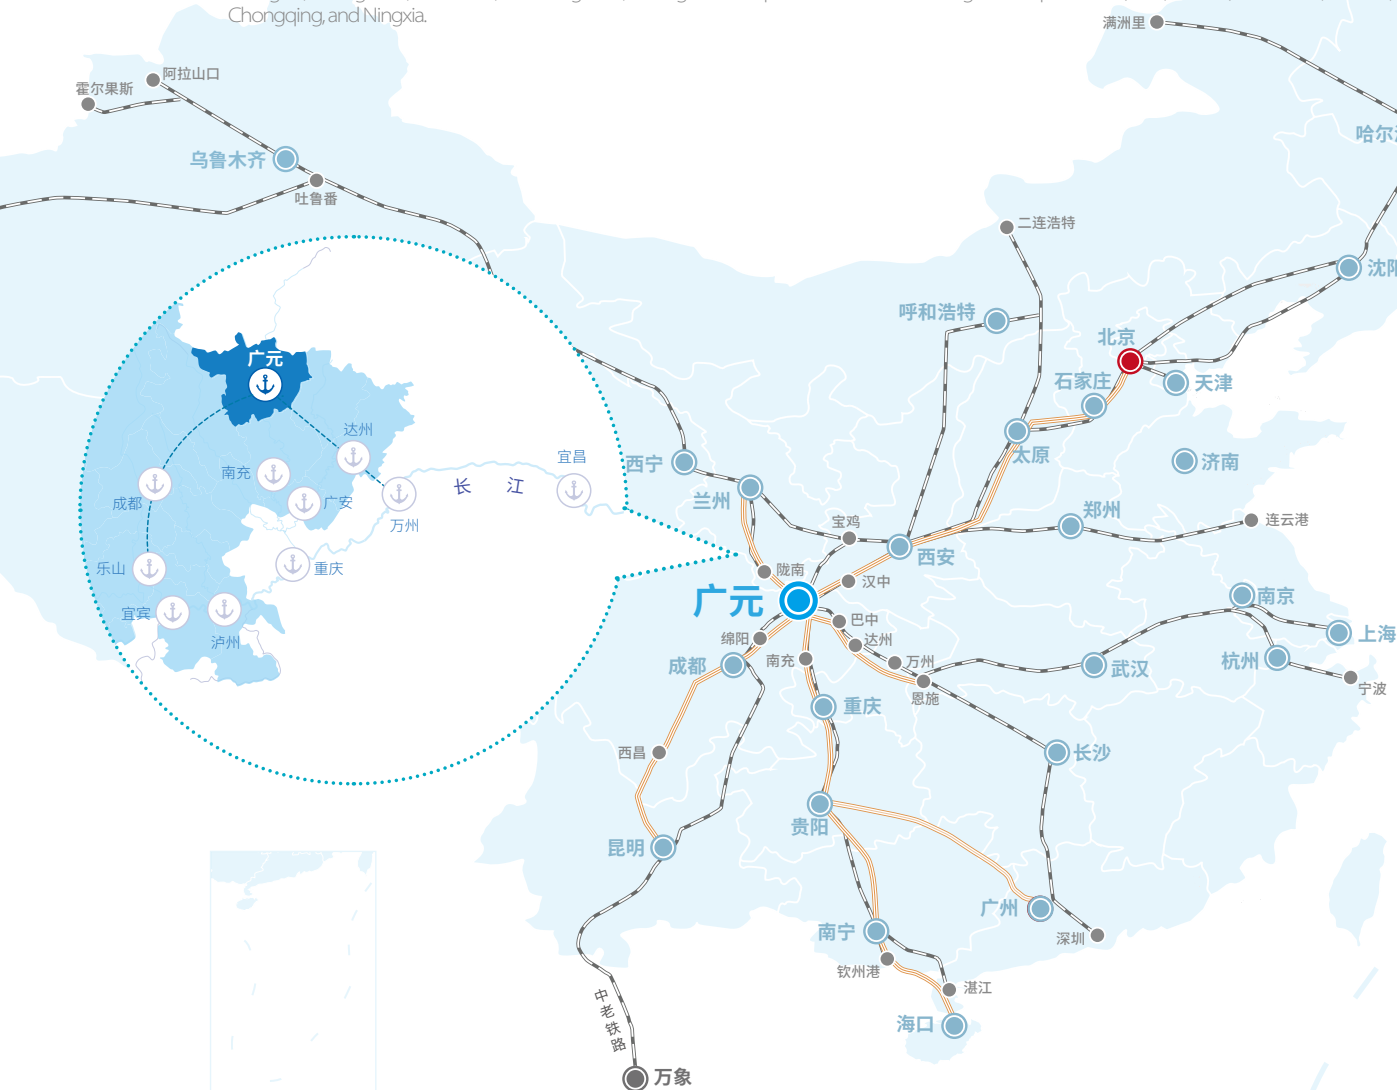 Chongqing, and Ningxia.
满洲里
阿拉山口
霍尔果斯
乌鲁木齐
吐鲁番
二连浩特
呼和浩特
北京
石家庄
天津
太原
济南
西宁
兰州
宝鸡
西安
郑州
连云港
陇南
汉中
广元
巴中
绵阳
达州
成都
南充
万州
恩施
重庆
武汉
南京
上海
杭州
宁波
西昌
长沙
贵阳
昆明
广州
深圳
南宁
钦州港
湛江
海口
中老铁路
万象
广元
达州
南充
成都
广安
万州
长 江
宜昌
乐山
重庆
宜宾
泸州